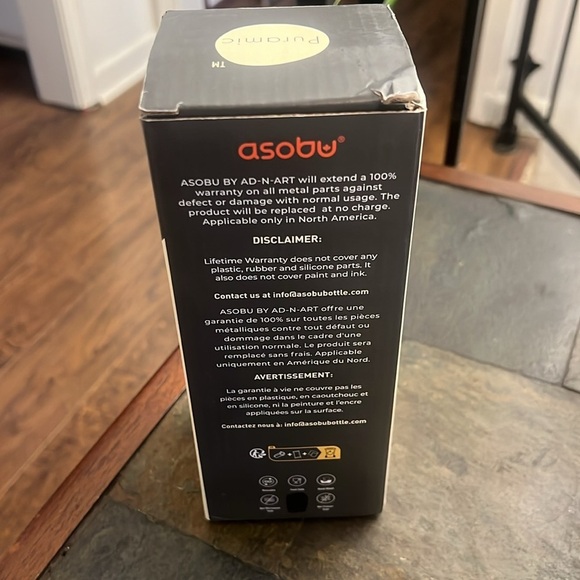 Puramic
TM
asobu®
ASOBU BY AD-N-ART will extend a 100%
warranty on all metal parts against
defect or damage with normal usage. The
product will be replaced at no charge.
Applicable only in North America.
DISCLAIMER:
Lifetime Warranty does not cover any
plastic, rubber and silicone parts. It
also does not cover paint and ink.
Contact us at info@asobubottle.com
ASOBU BY AD-N-ART offre une
garantie de 100% sur toutes les pièces
métalliques contre tout défaut ou
dommage dans le cadre d'une
utilisation normale. Le produit sera
remplacé sans frais. Applicable
uniquement en Amérique du Nord.
AVERTISSEMENT:
La garantie à vie ne couvre pas les
pièces en plastique, en caoutchouc et
en silicone, ni la peinture et l'encre
appliquées sur la surface.
Contactez nous à: info@asobubottle.com